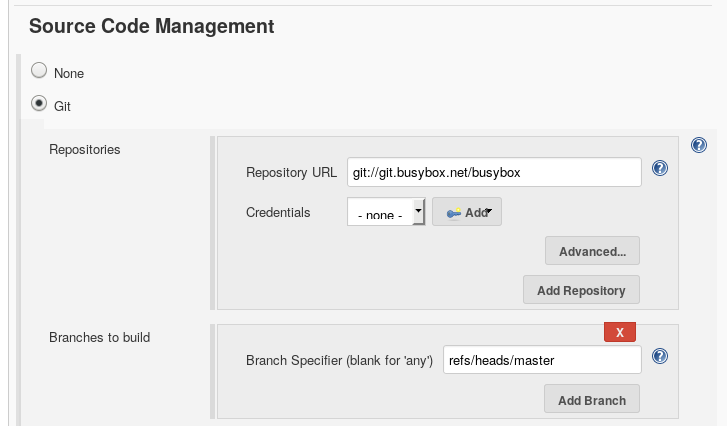 Source Code Management
None
Git
Repositories
Repository URL git://git.busybox.net/busybox
Credentials - none - Add
Advanced...
Add Repository
Branches to build
X
Branch Specifier (blank for 'any') refs/heads/master
Add Branch